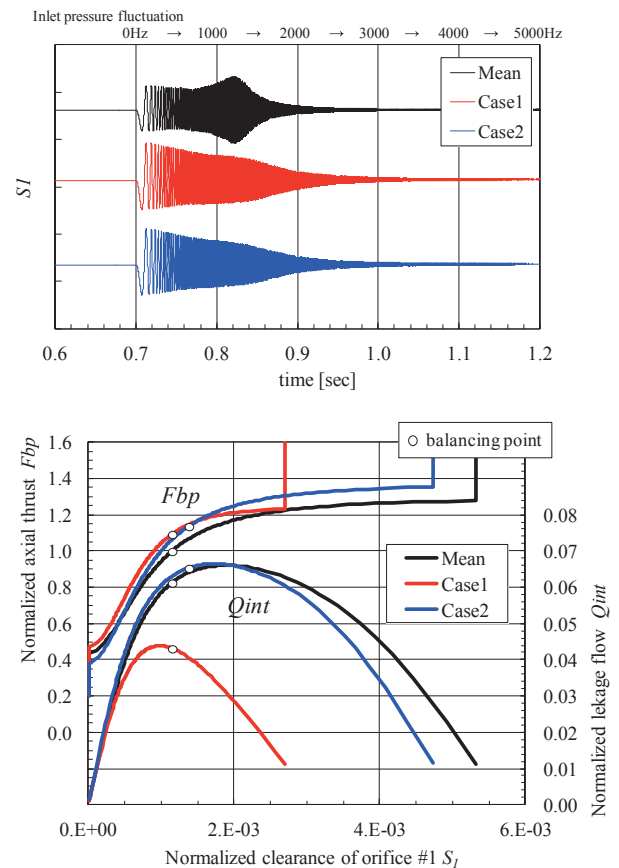 Inlet pressure fluctuation
0Hz → 1000 → 2000 → 3000 → 4000 → 5000Hz
Mean
Case1
Case2
S1
0.6 0.7 0.8 0.9 1.0 1.1 1.2
time [sec]
balancing point
1.6
1.4
1.2
1.0
0.8
0.6
0.4
0.2
0.0
Normalized axial thrust Fbp
Fbp
Qint
Mean
Case1
Case2
0.08
0.07
0.06
0.05
0.04
0.03
0.02
0.01
0.00
Normalized lekage flow Qint
0.E+00 2.E-03 4.E-03 6.E-03
Normalized clearance of orifice #1 S1